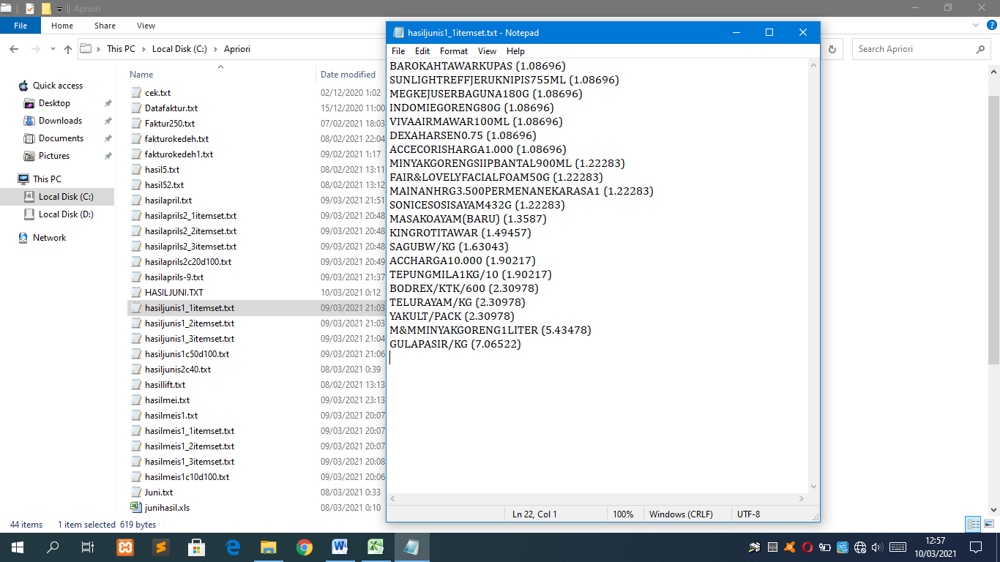 Apriori
File Home Share View
This PC Local Disk (C:) Apriori
Search Apriori
Quick access
Desktop
Downloads
Documents
Pictures
This PC
Local Disk (C:)
Local Disk (D:)
Network
Name Date modified
cek.txt 02/12/2020 1:02
Datafaktur.txt 15/12/2020 11:00
Faktur250.txt 07/02/2021 18:03
fakturokedeh.txt 08/02/2021 22:04
fakturokedeh1.txt 09/02/2021 1:17
hasil5.txt 08/02/2021 13:11
hasil52.txt 08/02/2021 13:12
hasilapril.txt 09/03/2021 21:51
hasilaprils2_1itemset.txt 09/03/2021 20:48
hasilaprils2_2itemset.txt 09/03/2021 20:48
hasilaprils2_3itemset.txt 09/03/2021 20:48
hasilaprils2c20d100.txt 09/03/2021 20:49
hasilaprils-9.txt 09/03/2021 21:37
HASILJUNI.TXT 10/03/2021 0:12
hasiljunis1_1itemset.txt 09/03/2021 21:03
hasiljunis1_2itemset.txt 09/03/2021 21:03
hasiljunis1_3itemset.txt 09/03/2021 21:04
hasiljunis1c50d100.txt 09/03/2021 21:06
hasiljunis2c40.txt 08/03/2021 0:39
hasillift.txt 08/02/2021 13:13
hasilmei.txt 09/03/2021 23:13
hasilmeis1.txt 09/03/2021 20:07
hasilmeis1_1itemset.txt 09/03/2021 20:07
hasilmeis1_2itemset.txt 09/03/2021 20:07
hasilmeis1_3itemset.txt 09/03/2021 20:08
hasilmeis1c10d100.txt 09/03/2021 20:06
Juni.txt 08/03/2021 0:33
junihasil.xls 08/03/2021 0:10
44 items 1 item selected 619 bytes
hasiljunis1_1itemset.txt - Notepad
File Edit Format View Help
BAROKAHTAWARKUPAS (1.08696)
SUNLIGHTREFFJERUKNIPIS755ML (1.08696)
MEGKEJUSERBAGUNA180G (1.08696)
INDOMIEGORENG80G (1.08696)
VIVAAIRMAWAR100ML (1.08696)
DEXAHARSEN0.75 (1.08696)
ACCECORISHARGA1.000 (1.08696)
MINYAKGORENGSIIPBANTAL900ML (1.22283)
FAIR&LOVELYFACIALFOAM50G (1.22283)
MAINANHRG3.500PERMENANEKARASA1 (1.22283)
SONICESOSISAYAM432G (1.22283)
MASAKOAYAM(BARU) (1.3587)
KINGROTITAWAR (1.49457)
SAGUBW/KG (1.63043)
ACCHARGA10.000 (1.90217)
TEPUNGMILA1KG/10 (1.90217)
BODREX/KTK/600 (2.30978)
TELURAYAM/KG (2.30978)
YAKULT/PACK (2.30978)
M&MMINYAKGORENG1LITER (5.43478)
GULAPASIR/KG (7.06522)
Ln 22, Col 1 100% Windows (CRLF) UTF-8
12:57
10/03/2021